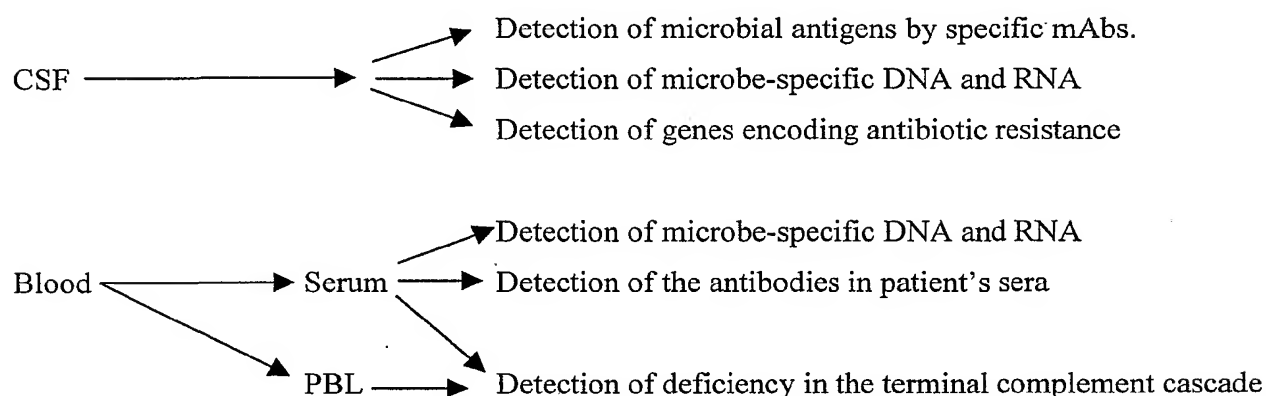 Detection of microbial antigens by specific mAbs.
CSF
Detection of microbe-specific DNA and RNA
Detection of genes encoding antibiotic resistance
Detection of microbe-specific DNA and RNA
Blood
Serum
Detection of the antibodies in patient's sera
PBL
Detection of deficiency in the terminal complement cascade